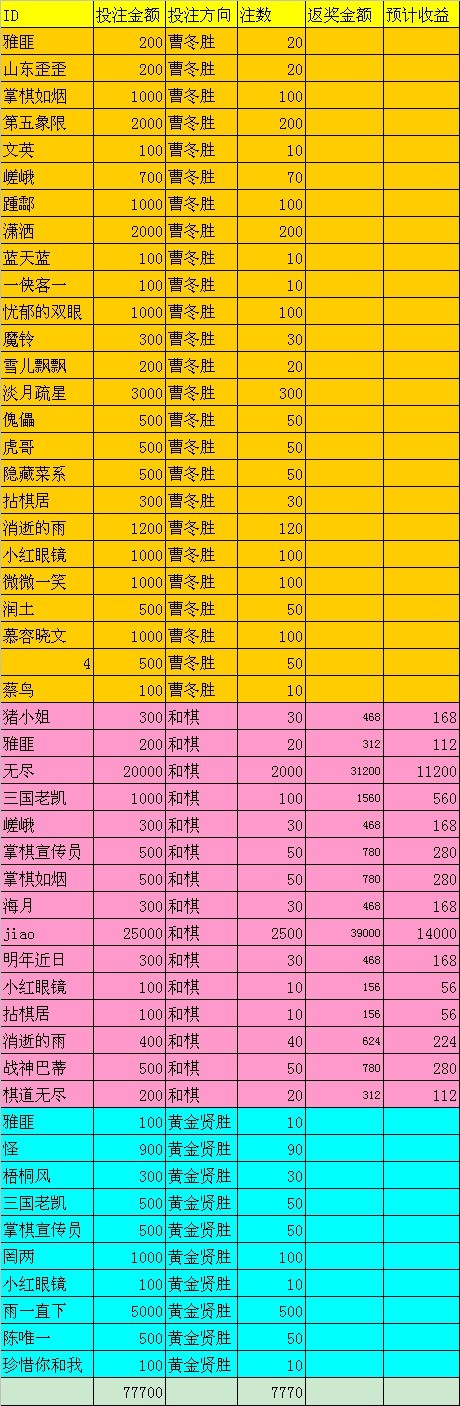 ID 投注金额 投注方向 注数 返奖金额 预计收益
雅匪 200 曹冬胜 20
山东歪歪 200 曹冬胜 20
掌棋如烟 1000 曹冬胜 100
第五象限 2000 曹冬胜 200
文英 100 曹冬胜 10
嵯峨 700 曹冬胜 70
1000 曹冬胜 100
潇洒 2000 曹冬胜 200
蓝天蓝 100 曹冬胜 10
一侠客一 100 曹冬胜 10
忧郁的双眼 1000 曹冬胜 100
魔铃 300 曹冬胜 30
雪儿飘飘 200 曹冬胜 20
淡月疏星 3000 曹冬胜 300
傀儡 500 曹冬胜 50
虎哥 500 曹冬胜 50
隐藏菜系 500 曹冬胜 50
拈棋居 300 曹冬胜 30
消逝的雨 1200 曹冬胜 120
小红眼镜 1000 曹冬胜 100
微微一笑 1000 曹冬胜 100
润土 500 曹冬胜 50
慕容晓文 1000 曹冬胜 100
4 500 曹冬胜 50
蔡鸟 100 曹冬胜 10
猪小姐 300 和棋 30 468 168
雅匪 200 和棋 20 312 112
无尽 20000 和棋 2000 31200 11200
三国老凯 1000 和棋 100 1560 560
嵯峨 300 和棋 30 468 168
掌棋宣传员 500 和棋 50 780 280
掌棋如烟 500 和棋 50 780 280
海月 300 和棋 30 468 168
jiao 25000 和棋 2500 39000 14000
明年近日 300 和棋 30 468 168
小红眼镜 100 和棋 10 156 56
拈棋居 100 和棋 10 156 56
消逝的雨 400 和棋 40 624 224
战神巴蒂 500 和棋 50 780 280
棋道无尽 200 和棋 20 312 112
雅匪 100 黄金贤胜 10
怪 900 黄金贤胜 90
梧桐风 300 黄金贤胜 30
三国老凯 500 黄金贤胜 50
掌棋宣传员 500 黄金贤胜 50
罔两 1000 黄金贤胜 100
小红眼镜 100 黄金贤胜 10
雨一直下 5000 黄金贤胜 500
陈唯一 500 黄金贤胜 50
珍惜你和我 100 黄金贤胜 10
77700 7770